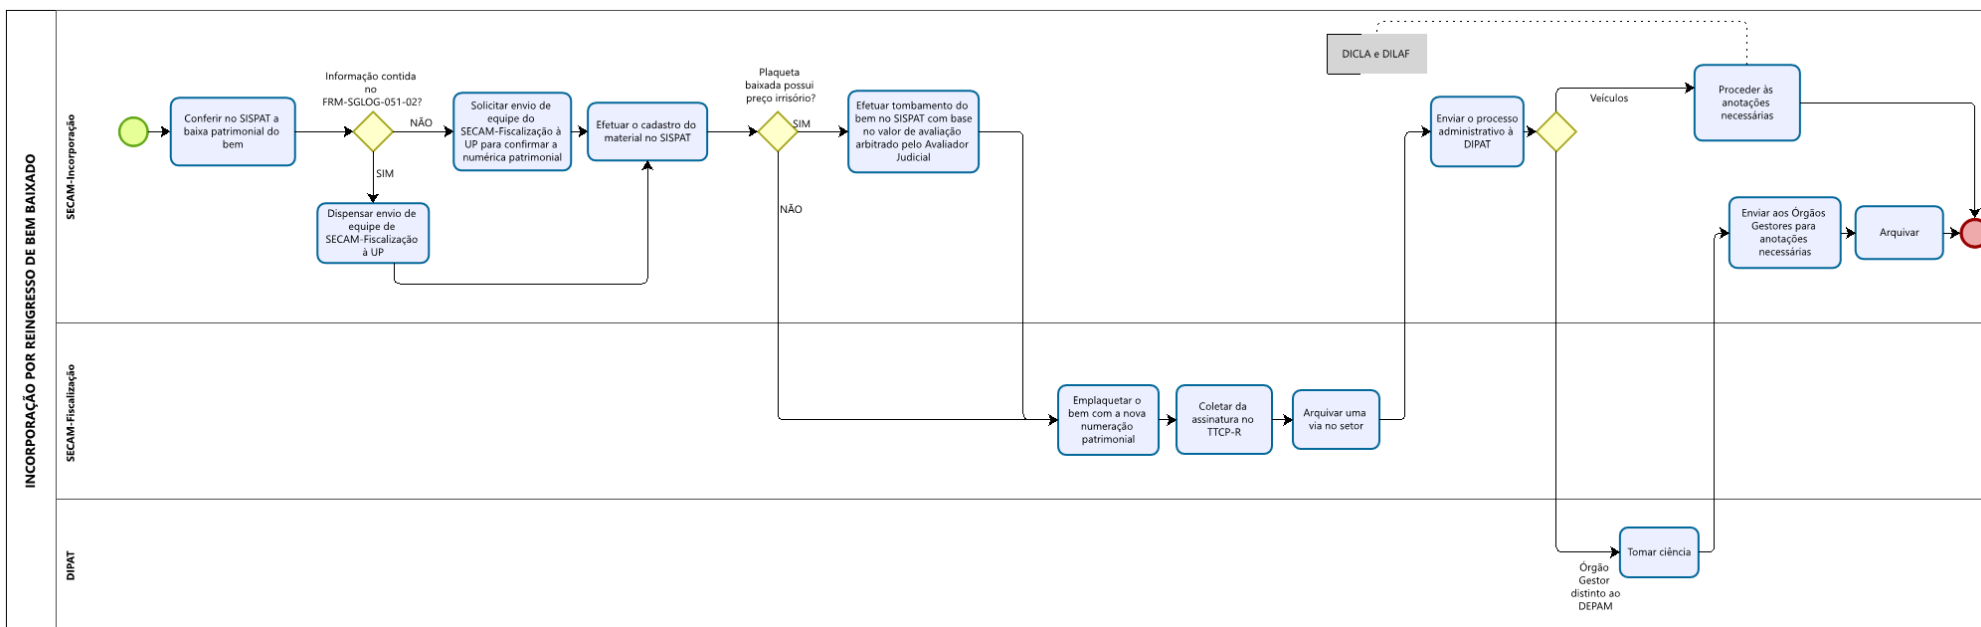 INCORPORAÇÃO POR REINGRESSO DE BEM BAIXADO
SECAM-Incorporação
Conferir no SISPAT a
baixa patrimonial do
bem
Informação contida
no
FRM-SGLOG-051-02?
NÃO
SIM
Dispensar envio de
equipe de
SECAM-Fiscalização
à UP
Solicitar envio de
equipe do
SECAM-Fiscalização à
UP para confirmar a
numérica patrimonial
Efetuar o cadastro do
material no SISPAT
Plaqueta
baixada possui
preço irrisório?
SIM
NÃO
Efetuar tombamento do
bem no SISPAT com base
no valor de avaliação
arbitrado pelo Avaliador
Judicial
DICLA e DILAF
Enviar o processo
administrativo à
DIPAT
Veículos
Proceder às
anotações
necessárias
Enviar aos Órgãos
Gestores para
anotações
necessárias
Arquivar
SECAM-Fiscalização
Emplaquetar o
bem com a nova
numeração
patrimonial
Coletar da
assinatura no
TTCP-R
Arquivar uma
via no setor
DIPAT
Órgão
Gestor
distinto ao
DEPAM
Tomar ciência